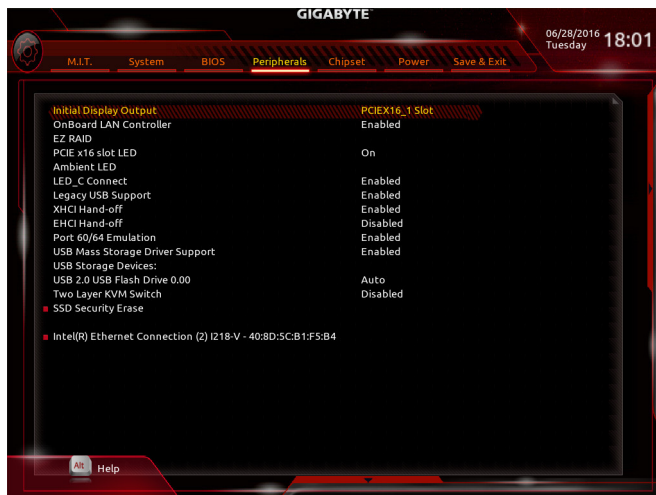 GIGABYTE™
06/28/2016 18:01
Tuesday
M.I.T. System BIOS Peripherals Chipset Power Save & Exit
Initial Display Output PCIEX16_1 Slot
OnBoard LAN Controller Enabled
EZ RAID
PCIE x16 slot LED On
Ambient LED
LED_C Connect Enabled
Legacy USB Support Enabled
XHCI Hand-off Enabled
EHCI Hand-off Disabled
Port 60/64 Emulation Enabled
USB Mass Storage Driver Support Enabled
USB Storage Devices:
USB 2.0 USB Flash Drive 0.00 Auto
Two Layer KVM Switch Disabled
SSD Security Erase
Intel(R) Ethernet Connection (2) I218-V - 40:8D:5C:B1:F5:B4
Alt Help